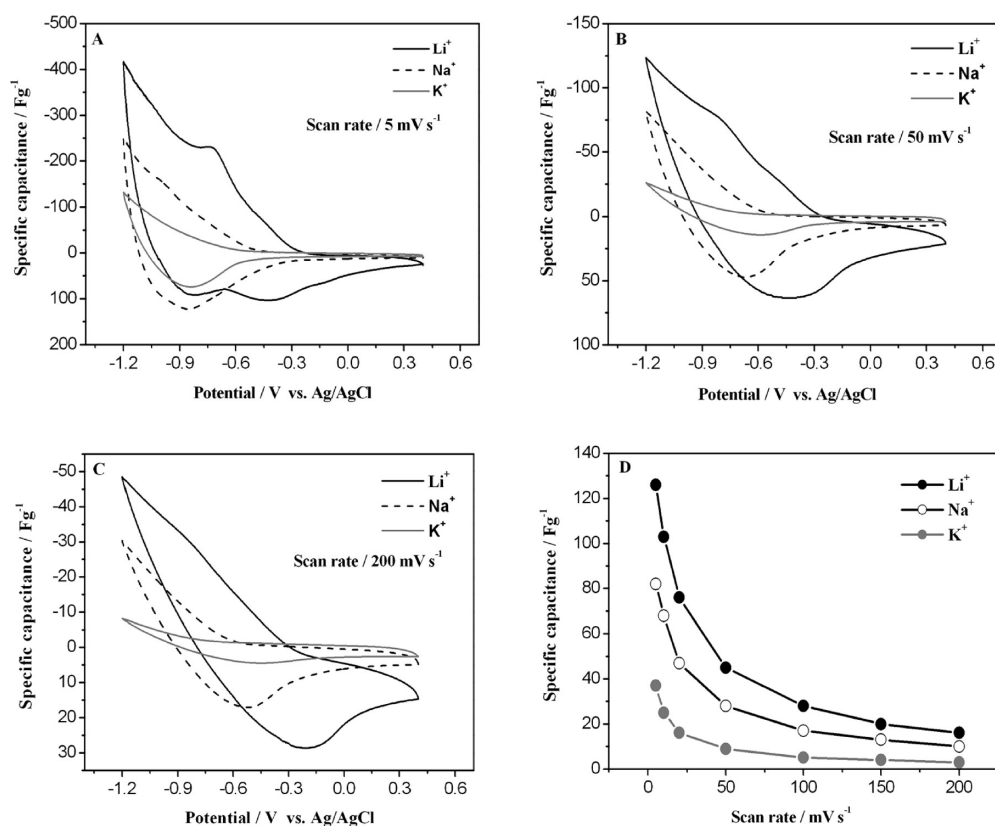 A
Li+
Na+
K+
Scan rate / 5 mV s-1
Specific capacitance / Fg-1
-500
-400
-300
-200
-100
0
100
200
-1.2 -0.9 -0.6 -0.3 0.0 0.3 0.6
Potential / V vs. Ag/AgCl
B
Li+
Na+
K+
Scan rate / 50 mV s-1
Specific capacitance / Fg-1
-150
-100
-50
0
50
100
-1.2 -0.9 -0.6 -0.3 0.0 0.3 0.6
Potential / V vs. Ag/AgCl
C
Li+
Na+
K+
Scan rate / 200 mV s-1
Specific capacitance / Fg-1
-50
-40
-30
-20
-10
0
10
20
30
-1.2 -0.9 -0.6 -0.3 0.0 0.3 0.6
Potential / V vs. Ag/AgCl
D
Li+
Na+
K+
Specific capacitance / Fg-1
140
120
100
80
60
40
20
0
0 50 100 150 200
Scan rate / mV s-1